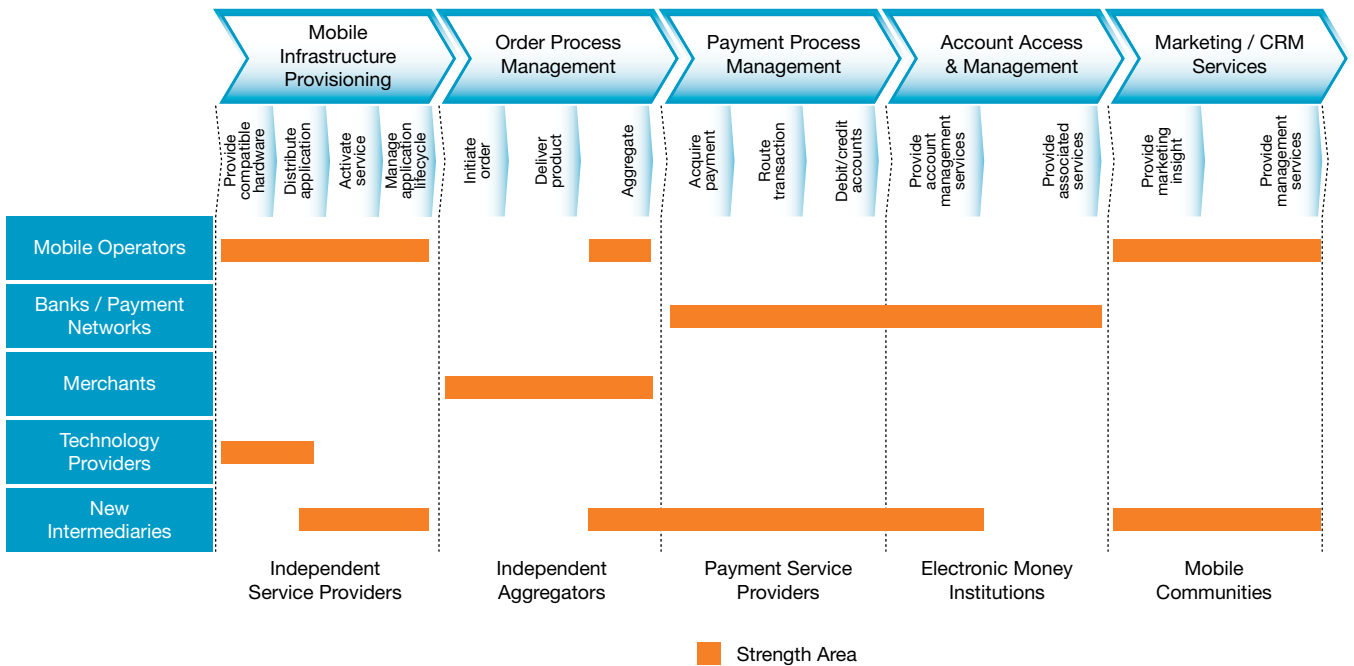 Mobile
Infrastructure
Provisioning
Order Process
Management
Payment Process
Management
Account Access
& Management
Marketing / CRM
Services
Provide
compatible
hardware
Distribute
application
Activate
service
Manage
application
lifecycle
Initiate
order
Deliver
product
Aggregate
Acquire
payment
Route
transaction
Debit/credit
accounts
Provide
account
management
services
Provide
associated
services
Provide
marketing
insight
Provide
management
services
Mobile Operators
Banks / Payment
Networks
Merchants
Technology
Providers
New
Intermediaries
Independent
Service Providers
Independent
Aggregators
Payment Service
Providers
Electronic Money
Institutions
Mobile
Communities
Strength Area